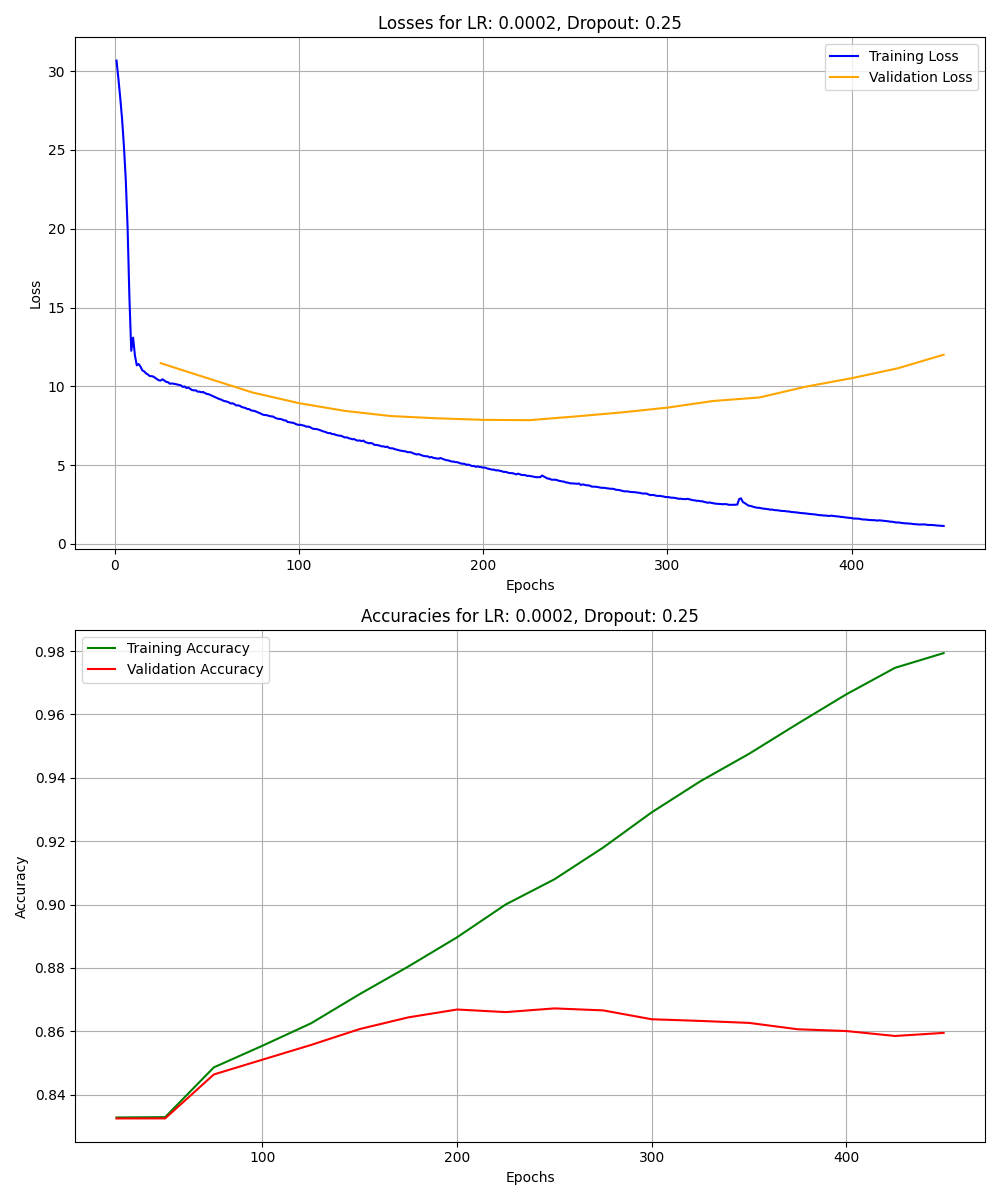 Losses for LR: 0.0002, Dropout: 0.25
Training Loss
Validation Loss
30
25
20
15
10
5
0
Loss
0 100 200 300 400
Epochs
Accuracies for LR: 0.0002, Dropout: 0.25
Training Accuracy
Validation Accuracy
0.98
0.96
0.94
0.92
0.90
0.88
0.86
0.84
Accuracy
100 200 300 400
Epochs